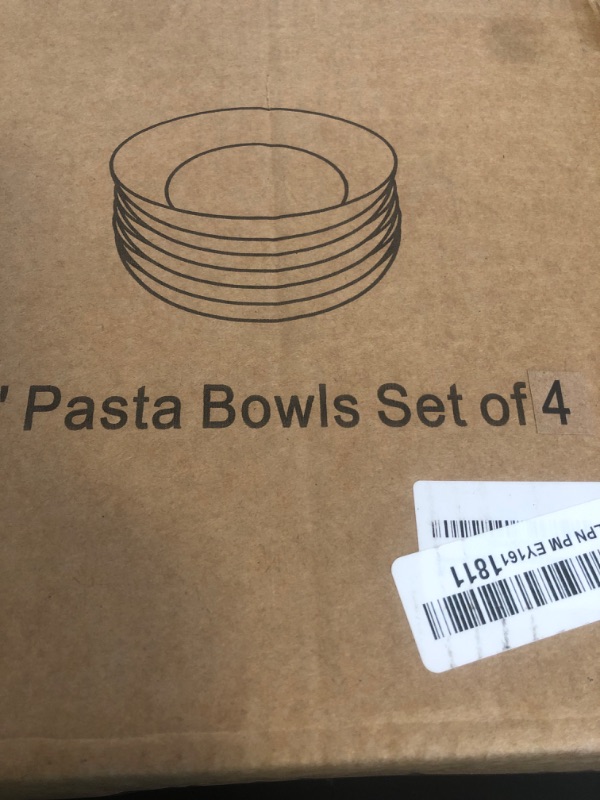 " Pasta Bowls Set of 4
LPN PM EY1611811